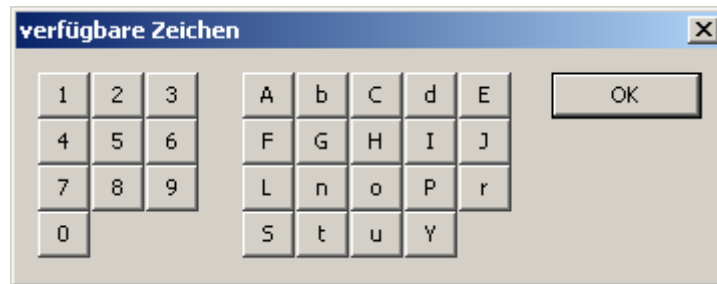 verfügbare Zeichen
1 2 3 A b C d E OK
4 5 6 F G H I J
7 8 9 L n o P r
0 S t u Y